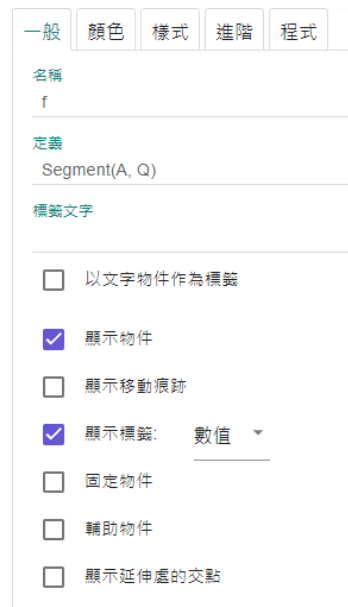 一般 顏色 樣式 進階 程式
名稱
f
定義
Segment(A, Q)
標籤文字
以文字物件作為標籤
顯示物件
顯示移動痕跡
顯示標籤: 數值
固定物件
輔助物件
顯示延伸處的交點